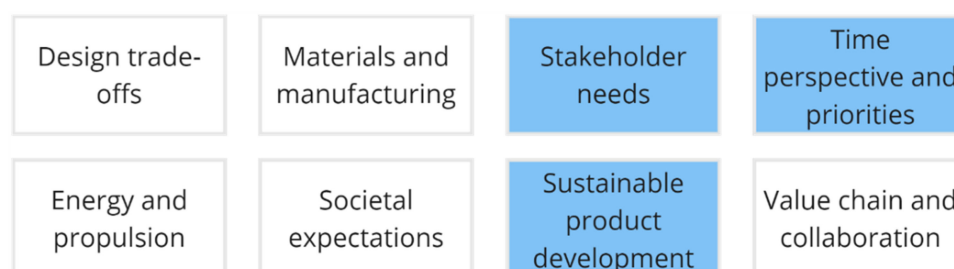 Design trade-
offs
Materials and
manufacturing
Stakeholder
needs
Time
perspective and
priorities
Energy and
propulsion
Societal
expectations
Sustainable
product
development
Value chain and
collaboration